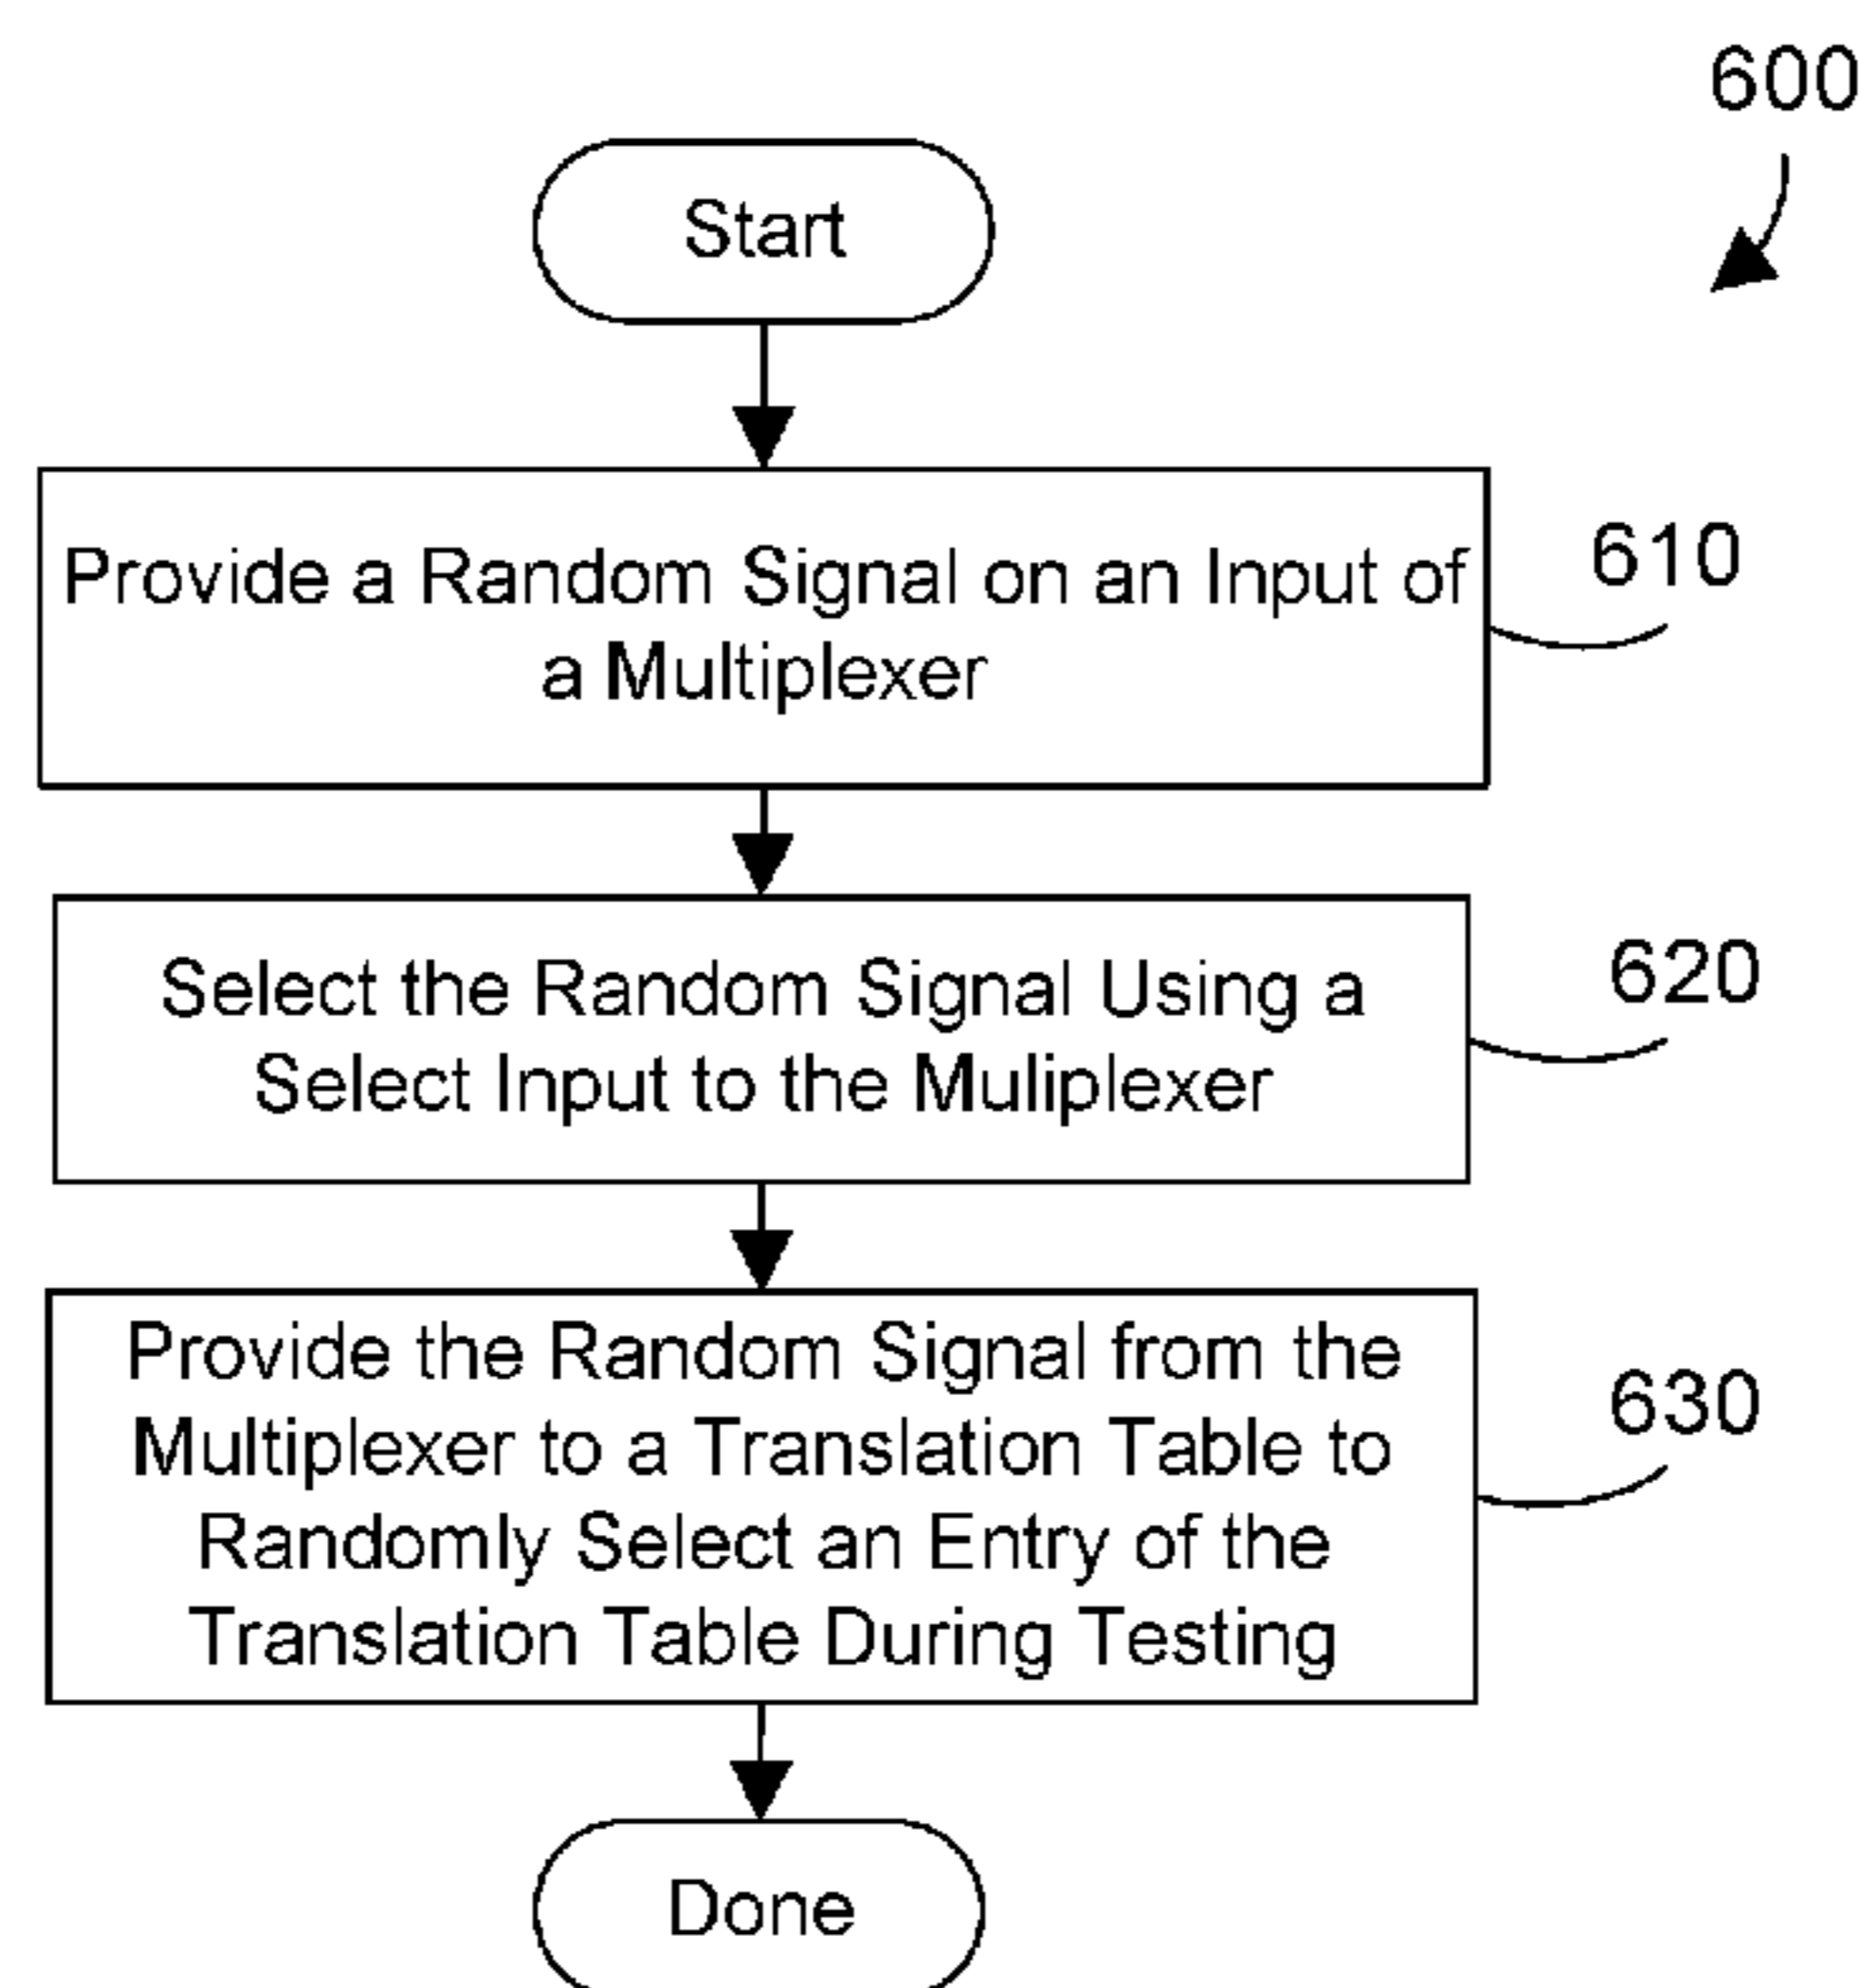 600
Start
Provide a Random Signal on an Input of
a Multiplexer
610
Select the Random Signal Using a
Select Input to the Muliplexer
620
Provide the Random Signal from the
Multiplexer to a Translation Table to
Randomly Select an Entry of the
Translation Table During Testing
630
Done